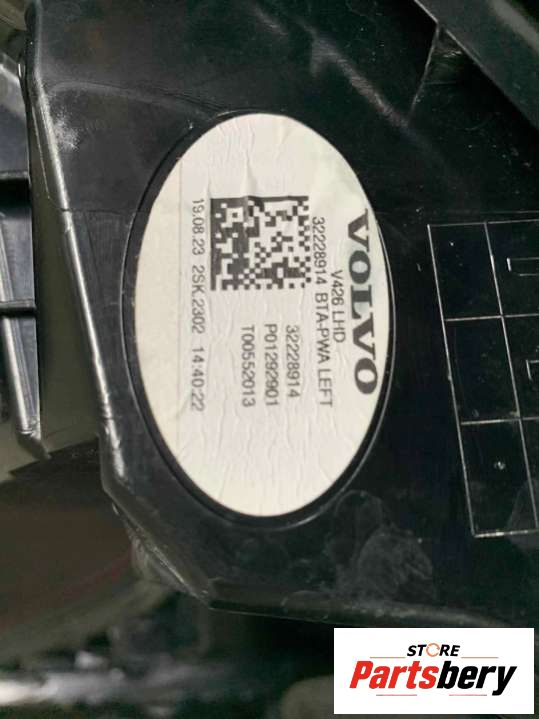 VOLVO
V426 LHD
32228914 BTA-PWA LEFT
32228914
P01292901
T00552013
19.08.23 2SK.2302 14:40:22
STORE
Partsbery